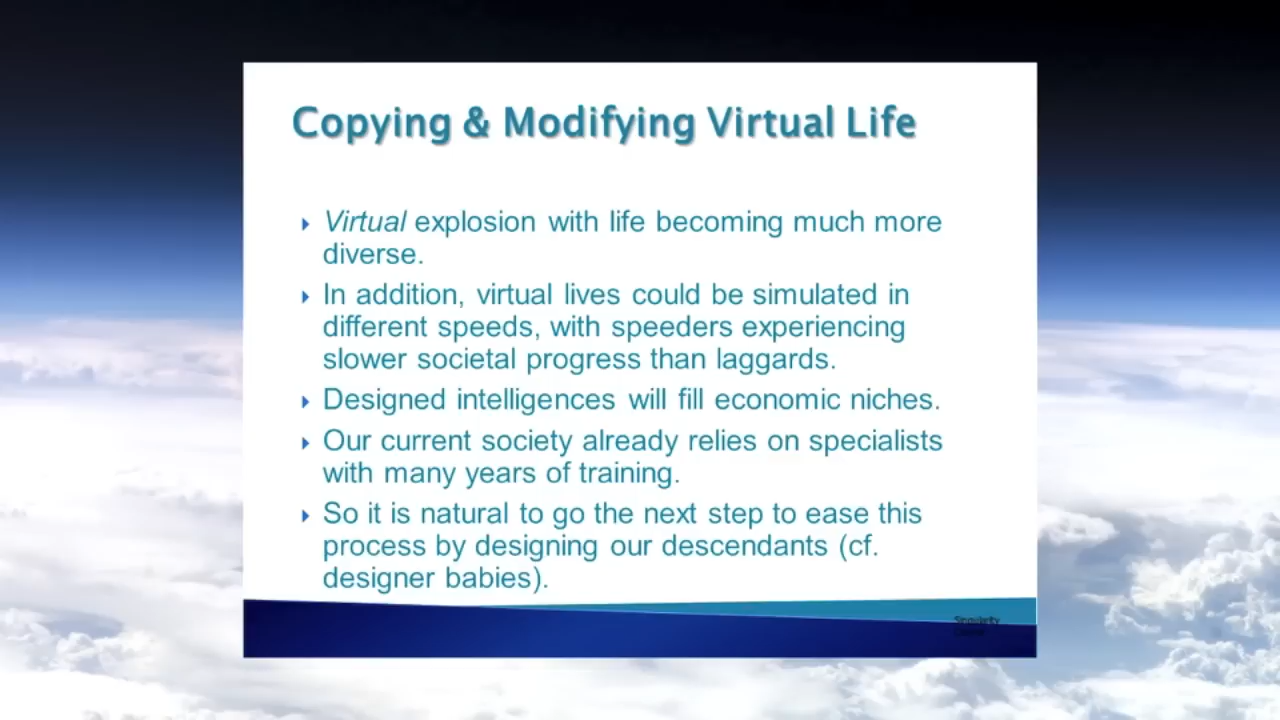 Copying & Modifying Virtual Life
Virtual explosion with life becoming much more
diverse.
In addition, virtual lives could be simulated in
different speeds, with speeders experiencing
slower societal progress than laggards.
Designed intelligences will fill economic niches.
Our current society already relies on specialists
with many years of training.
So it is natural to go the next step to ease this
process by designing our descendants (cf.
designer babies).
Singularity